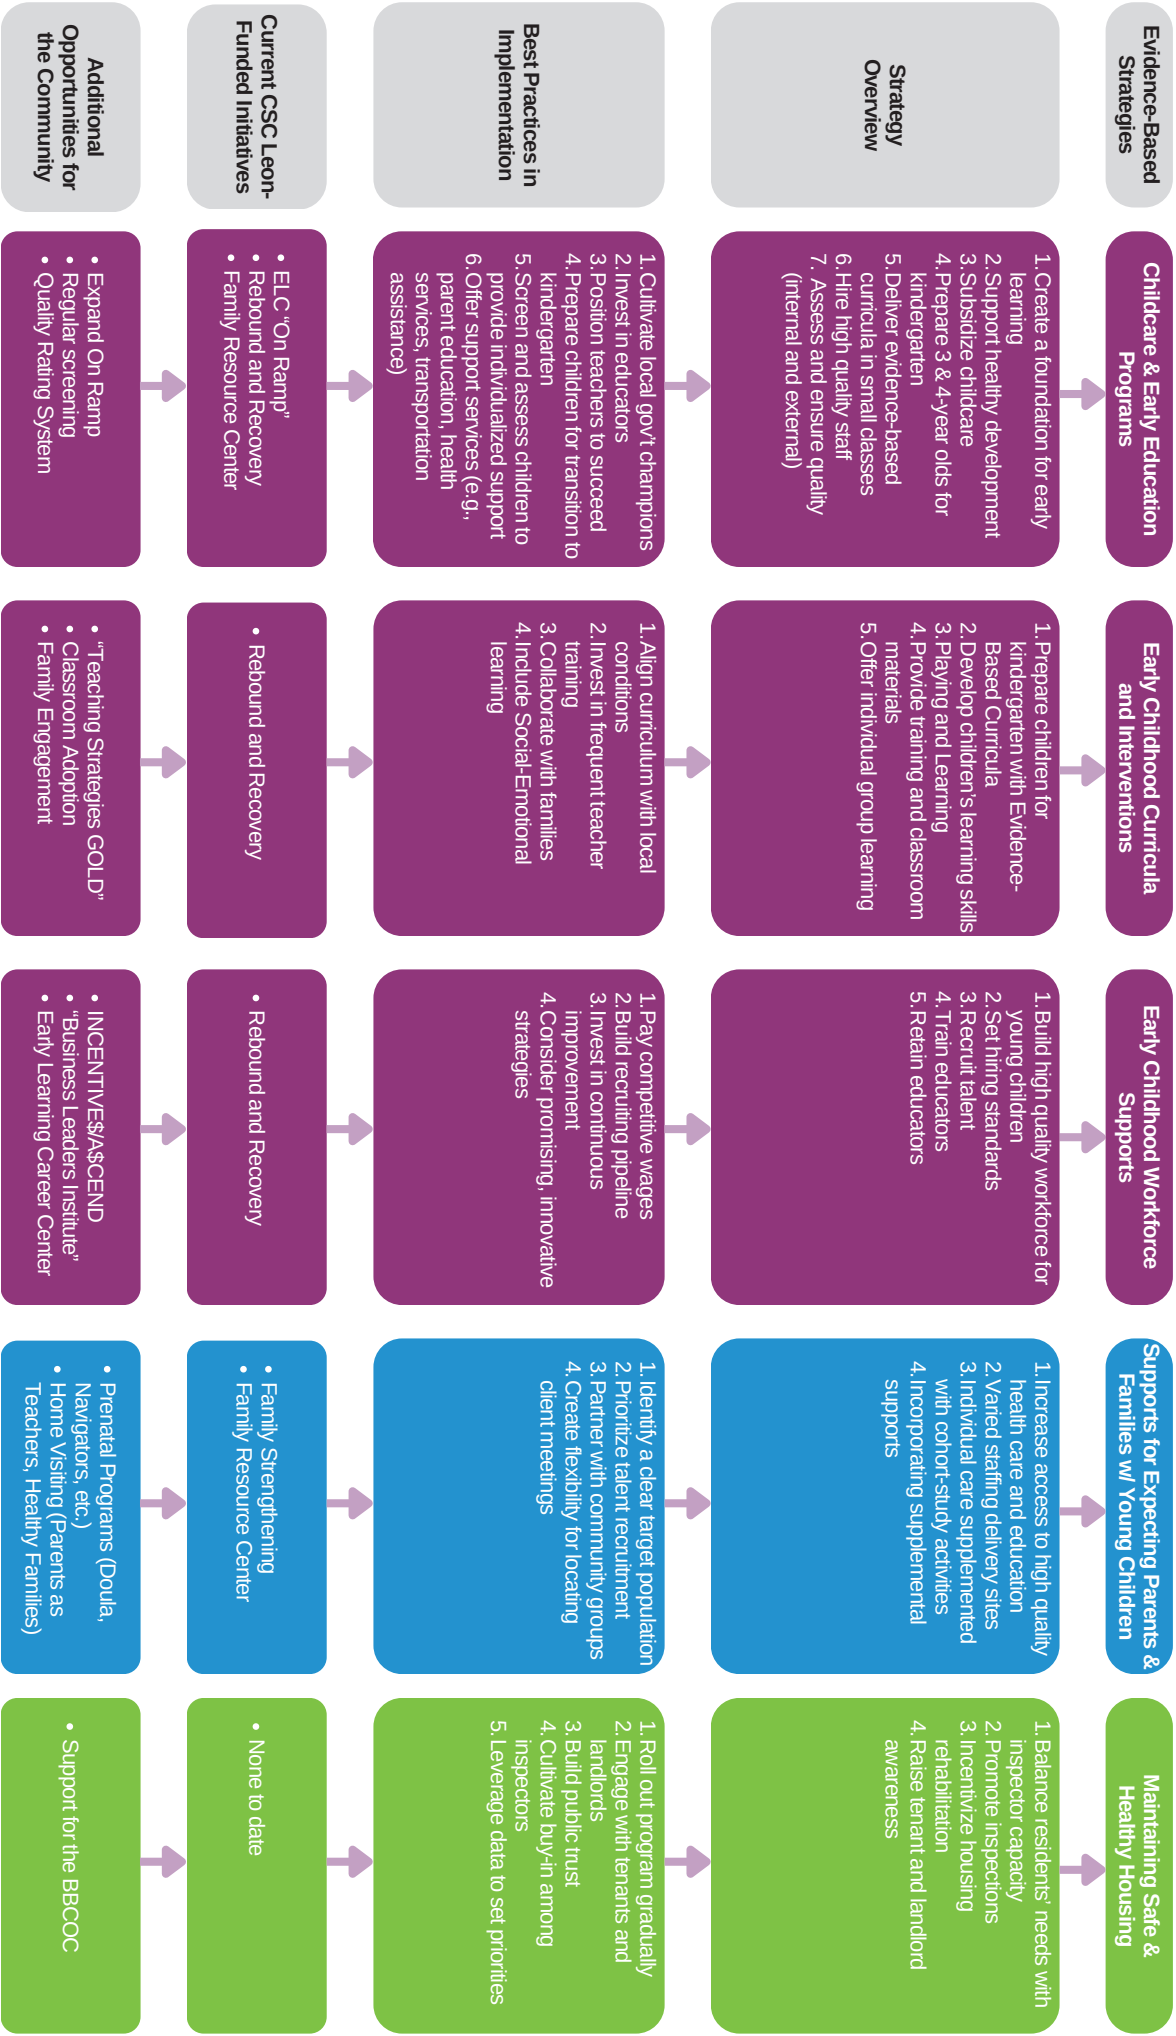 Evidence-Based
Strategies
Childcare & Early Education
Programs
Early Childhood Curricula
and Interventions
Early Childhood Workforce
Supports
Supports for Expecting Parents &
Families w/ Young Children
Maintaining Safe &
Healthy Housing
Strategy
Overview
1. Create a foundation for early
learning
2. Support healthy development
3. Subsidize childcare
4. Prepare 3 & 4-year olds for
kindergarten
5. Deliver evidence-based
curricula in small classes
6. Hire high quality staff
7. Assess and ensure quality
(internal and external)
1. Prepare children for
kindergarten with Evidence-
Based Curricula
2. Develop children's learning skills
3. Playing and Learning
4. Provide training and classroom
materials
5. Offer individual group learning
1. Build high quality workforce for
young children
2. Set hiring standards
3. Recruit talent
4. Train educators
5. Retain educators
1. Increase access to high quality
health care and education
2. Varied staffing delivery sites
3. Individual care supplemented
with cohort-study activities
4. Incorporating supplemental
supports
1. Balance residents' needs with
inspector capacity
2. Promote inspections
3. Incentivize housing
rehabilitation
4. Raise tenant and landlord
awareness
Best Practices in
Implementation
1. Cultivate local gov't champions
2. Invest in educators
3. Postion teachers to succeed
4. Prepare children for transition to
kindergarten
5. Screen and assess children to
provide individualized support
6. Offer support services (e.g.,
parent education, health
services, transportation
assistance)
1. Align curriculum with local
conditions
2. Invest in frequent teacher
training
3. Collaborate with families
4. Include Social-Emotional
learning
1. Pay competitive wages
2. Build recruiting pipeline
3. Invest in continuous
improvement
4. Consider promising, innovative
strategies
1. Identify a clear target population
2. Prioritize talent recruitment
3. Partner with community groups
4. Create flexibility for locating
client meetings
1. Roll out program gradually
2. Engage with tenants and
landlords
3. Build public trust
4. Cultivate buy-in among
inspectors
5. Leverage data to set priorities
Current CSC Leon-
Funded Initiatives
• ELC “On Ramp”
• Rebound and Recovery
• Family Resource Center
• Rebound and Recovery
• Rebound and Recovery
• Family Strengthening
• Family Resource Center
• None to date
Additional
Opportunities for
the Community
• Expand On Ramp
• Regular screening
• Quality Rating System
• “Teaching Strategies GOLD”
• Classroom Adoption
• Family Engagement
• INCENTIVE$/A$CEND
• “Business Leaders Institute”
• Early Learning Career Center
• Prenatal Programs (Doula,
Navigators, etc.)
• Home Visiting (Parents as
Teachers, Healthy Families)
• Support for the BBCOC